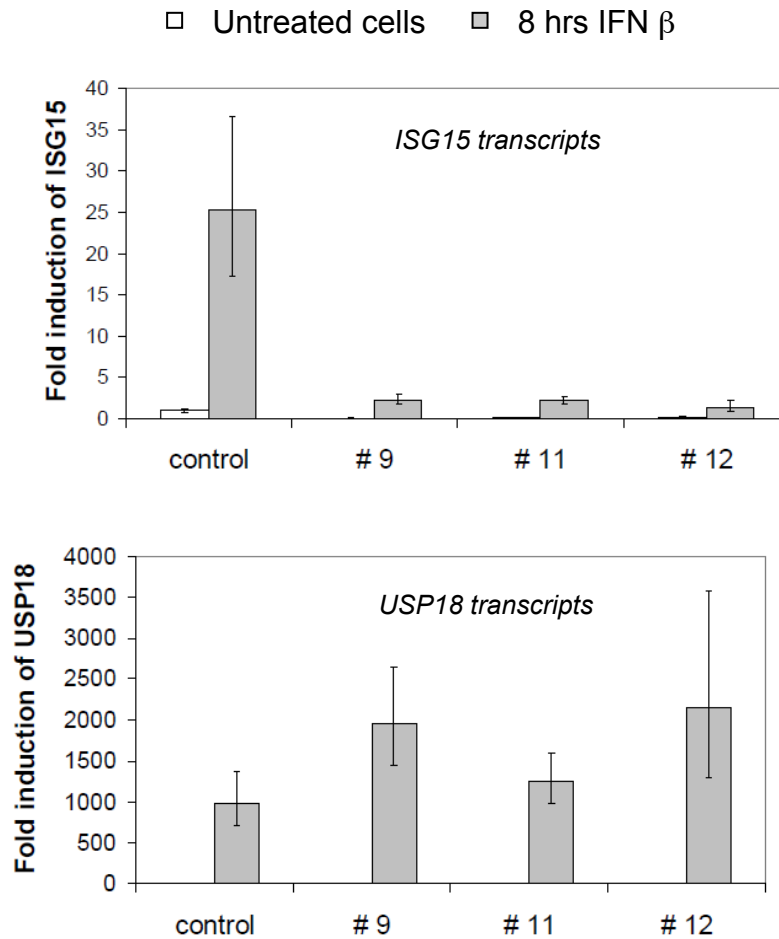 Untreated cells 8 hrs IFN β
Fold induction of ISG15
40
35
30
25
20
15
10
5
0
ISG15 transcripts
control # 9 # 11 # 12
Fold induction of USP18
4000
3500
3000
2500
2000
1500
1000
500
0
USP18 transcripts
control # 9 # 11 # 12